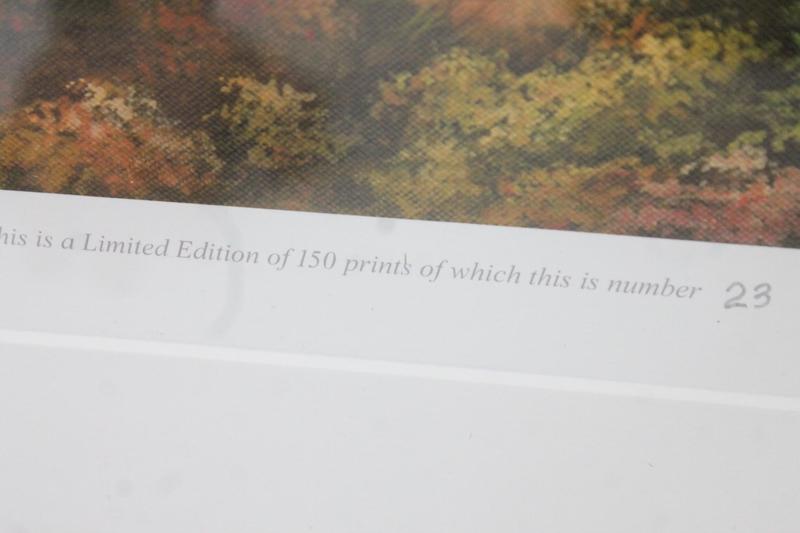 his is a Limited Edition of 150 prints of which this is number 23